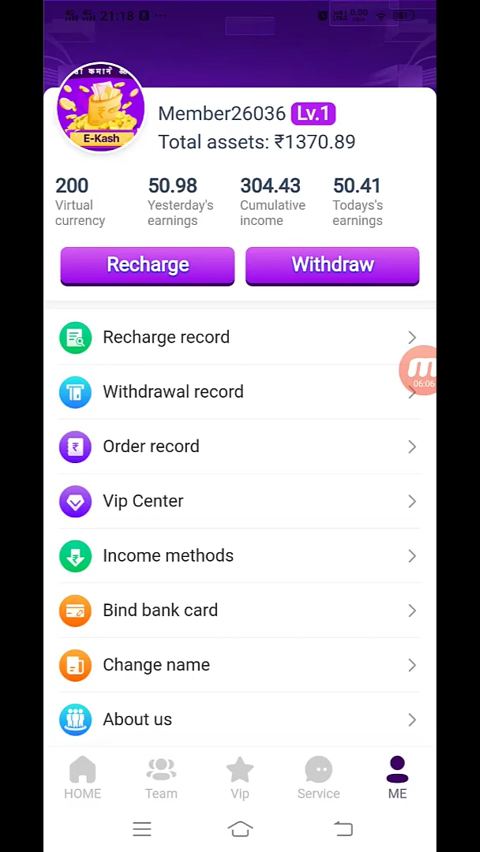 21:18
Member26036 Lv.1
Total assets: ₹1370.89
200 50.98 304.43 50.41
Virtual currency Yesterday's earnings Cumulative income Todays's earnings
E-Kash
Recharge Withdraw
Recharge record
Withdrawal record
06:06
Order record
Vip Center
Income methods
Bind bank card
Change name
About us
HOME Team Vip Service ME